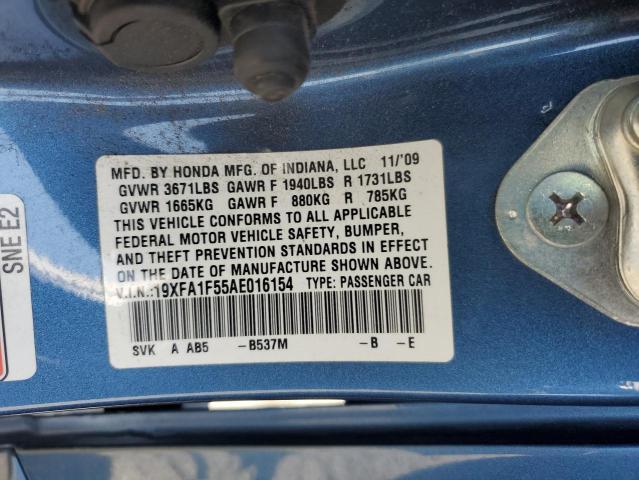 MFD. BY HONDA MFG. OF INDIANA, LLC 11/'09
GVWR 3671LBS GAWR F 1940LBS R 1731LBS
GVWR 1665KG GAWR F 880KG R 785KG
THIS VEHICLE CONFORMS TO ALL APPLICABLE
FEDERAL MOTOR VEHICLE SAFETY, BUMPER,
AND THEFT PREVENTION STANDARDS IN EFFECT
ON THE DATE OF MANUFACTURE SHOWN ABOVE.
V.I.N.:19XFA1F55AE016154 TYPE: PASSENGER CAR
SVK A AB5 -B537M -B -E
SNE E2